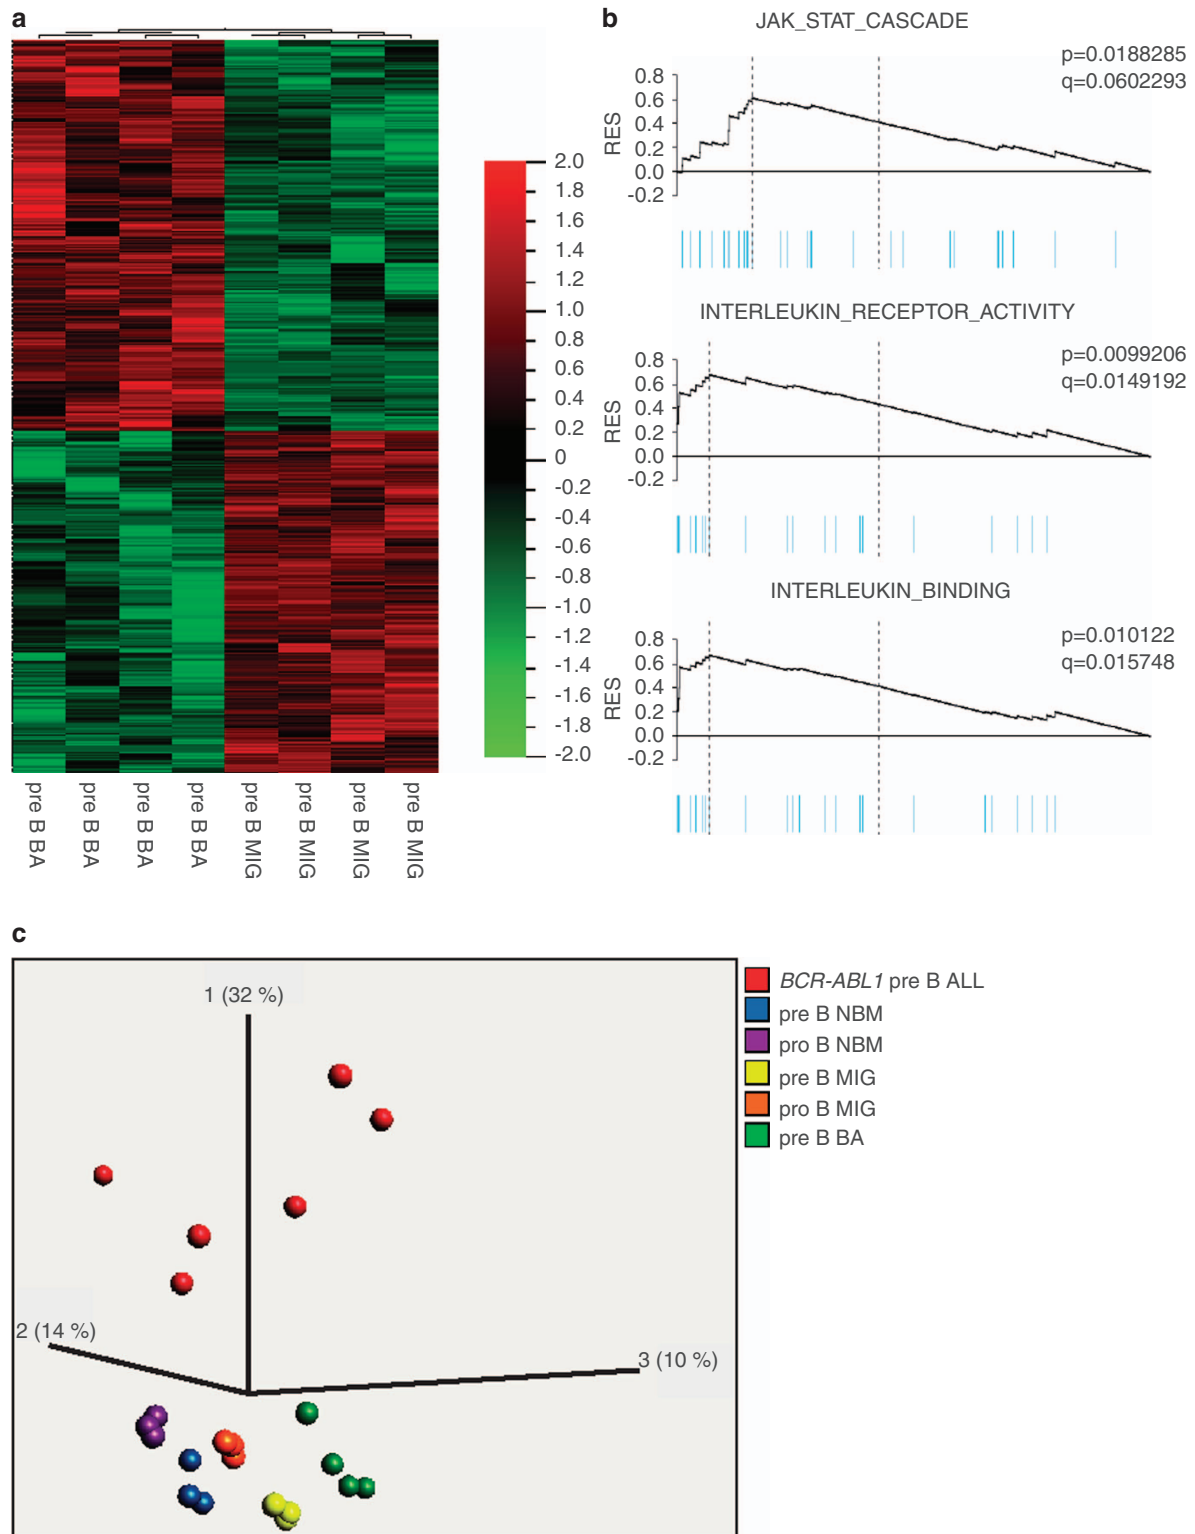 a
2.0
1.8
1.6
1.4
1.2
1.0
0.8
0.6
0.4
0.2
0
-0.2
-0.4
-0.6
-0.8
-1.0
-1.2
-1.4
-1.6
-1.8
-2.0
pre B BA
pre B BA
pre B BA
pre B BA
pre B MIG
pre B MIG
pre B MIG
pre B MIG
b
JAK_STAT_CASCADE
p=0.0188285
q=0.0602293
RES
0.8
0.6
0.4
0.2
0.0
-0.2
INTERLEUKIN_RECEPTOR_ACTIVITY
p=0.0099206
q=0.0149192
RES
0.8
0.6
0.4
0.2
0.0
-0.2
INTERLEUKIN_BINDING
p=0.010122
q=0.015748
RES
0.8
0.6
0.4
0.2
0.0
-0.2
c
1 (32 %)
2 (14 %)
3 (10 %)
BCR-ABL1 pre B ALL
pre B NBM
pro B NBM
pre B MIG
pro B MIG
pre B BA